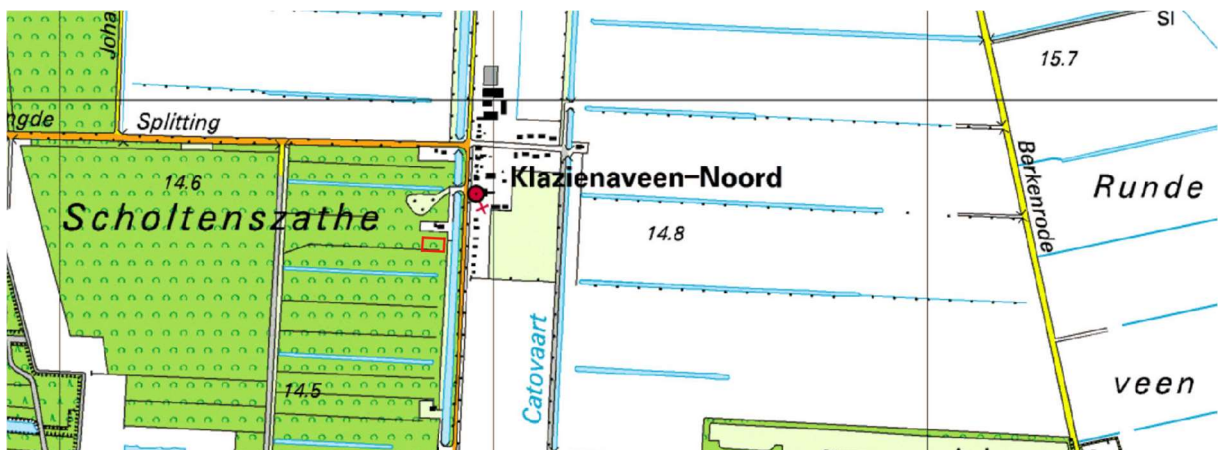 Joha
SI
15.7
ngde
Splitting
14.6
Klazienaveen-Noord
Berkenrode
Runde
Scholtenszathe
14.8
14.5
Catovaart
veen